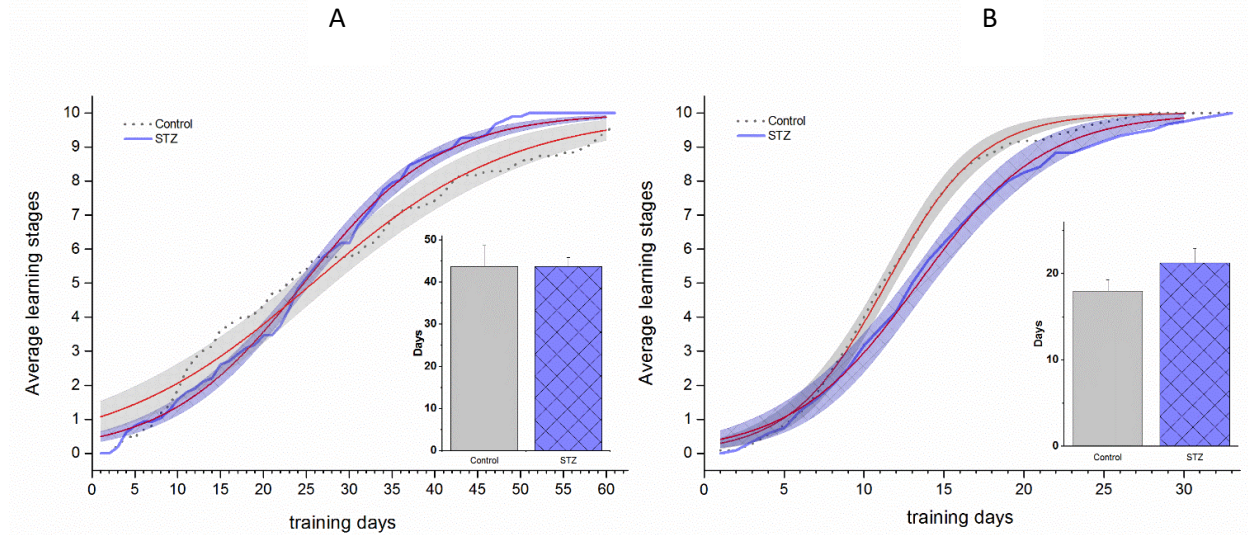 A
Average learning stages
10
9
8
7
6
5
4
3
2
1
0
Control
STZ
Days
50
40
30
20
10
0
Control
STZ
0 5 10 15 20 25 30 35 40 45 50 55 60
training days
B
Average learning stages
10
9
8
7
6
5
4
3
2
1
0
Control
STZ
Days
20
10
0
Control
STZ
0 5 10 15 20 25 30
training days